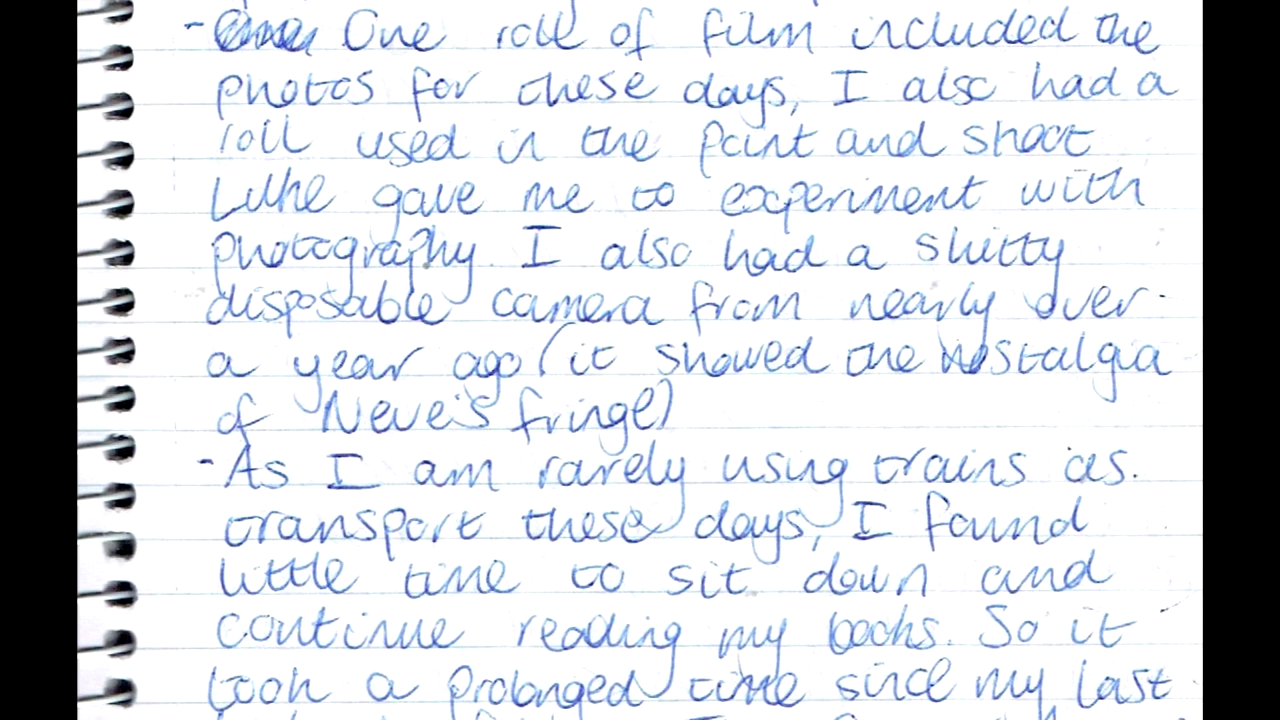 - One roll of film included the
photos for these days, I also had a
roll used in the point and shoot
Luke gave me to experiment with
photography. I also had a shitty
disposable camera from nearly over
a year ago (it showed the nostalgia
of Neve's fringe)
- As I am rarely using trains as
transport these days, I found
little time to sit down and
continue reading my books. So it
took a prolonged time since my last